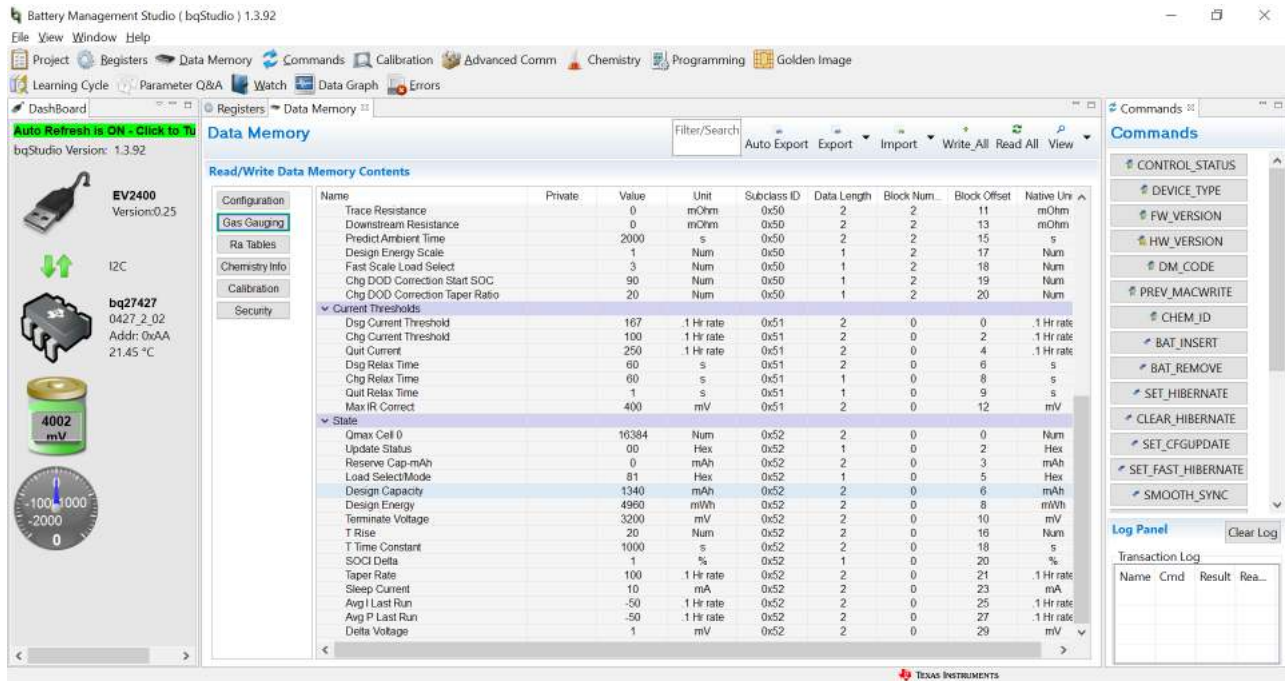 Battery Management Studio ( bqStudio ) 1.3.92
File View Window Help
Project Registers Data Memory Commands Calibration Advanced Comm Chemistry Programming Golden Image
Learning Cycle Parameter Q&A Watch Data Graph Errors
DashBoard
Auto Refresh is ON - Click to Tu
bqStudio Version: 1.3.92
EV2400
Version:0.25
I2C
bq27427
0427_2_02
Addr: 0xAA
21.45 °C
4002
mV
-1000 1000
-2000
0
Registers Data Memory
Data Memory
Filter/Search
Auto Export Export Import Write_All Read All View
Read/Write Data Memory Contents
Configuration
Gas Gauging
Ra Tables
Chemistry Info
Calibration
Security
Name Private Value Unit Subclass ID Data Length Block Num... Block Offset Native Uni
Trace Resistance 0 mOhm 0x50 2 2 11 mOhm
Downstream Resistance 0 mOhm 0x50 2 2 13 mOhm
Predict Ambient Time 2000 s 0x50 2 2 15 s
Design Energy Scale 1 Num 0x50 1 2 17 Num
Fast Scale Load Select 3 Num 0x50 1 2 18 Num
Chg DOD Correction Start SOC 90 Num 0x50 1 2 19 Num
Chg DOD Correction Taper Ratio 20 Num 0x50 1 2 20 Num
Current Thresholds
Dsg Current Threshold 167 .1 Hr rate 0x51 2 0 0 .1 Hr rate
Chg Current Threshold 100 .1 Hr rate 0x51 2 0 2 .1 Hr rate
Quit Current 250 .1 Hr rate 0x51 2 0 4 .1 Hr rate
Dsg Relax Time 60 s 0x51 2 0 6 s
Chg Relax Time 60 s 0x51 1 0 8 s
Quit Relax Time 1 s 0x51 1 0 9 s
Max IR Correct 400 mV 0x51 2 0 12 mV
State
Qmax Cell 0 16384 Num 0x52 2 0 0 Num
Update Status 00 Hex 0x52 1 0 2 Hex
Reserve Cap-mAh 0 mAh 0x52 2 0 3 mAh
Load Select/Mode 81 Hex 0x52 1 0 5 Hex
Design Capacity 1340 mAh 0x52 2 0 6 mAh
Design Energy 4960 mWh 0x52 2 0 8 mWh
Terminate Voltage 3200 mV 0x52 2 0 10 mV
T Rise 20 Num 0x52 2 0 16 Num
T Time Constant 1000 s 0x52 2 0 18 s
SOCI Delta 1 % 0x52 1 0 20 %
Taper Rate 100 .1 Hr rate 0x52 2 0 21 .1 Hr rate
Sleep Current 10 mA 0x52 2 0 23 mA
Avg I Last Run -50 .1 Hr rate 0x52 2 0 25 .1 Hr rate
Avg P Last Run -50 .1 Hr rate 0x52 2 0 27 .1 Hr rate
Delta Voltage 1 mV 0x52 2 0 29 mV
Commands
Commands
CONTROL_STATUS
DEVICE_TYPE
FW_VERSION
HW_VERSION
DM_CODE
PREV_MACWRITE
CHEM_ID
BAT_INSERT
BAT_REMOVE
SET_HIBERNATE
CLEAR_HIBERNATE
SET_CFGUPDATE
SET_FAST_HIBERNATE
SMOOTH_SYNC
Log Panel Clear Log
Transaction Log
Name Cmd Result Rea...
TEXAS INSTRUMENTS